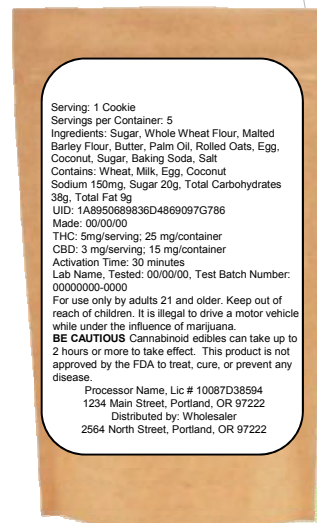 Serving: 1 Cookie
Servings per Container: 5
Ingredients: Sugar, Whole Wheat Flour, Malted
Barley Flour, Butter, Palm Oil, Rolled Oats, Egg,
Coconut, Sugar, Baking Soda, Salt
Contains: Wheat, Milk, Egg, Coconut
Sodium 150mg, Sugar 20g, Total Carbohydrates
38g, Total Fat 9g
UID: 1A8950689836D4869097G786
Made: 00/00/00
THC: 5mg/serving; 25 mg/container
CBD: 3 mg/serving; 15 mg/container
Activation Time: 30 minutes
Lab Name, Tested: 00/00/00, Test Batch Number:
00000000-0000
For use only by adults 21 and older. Keep out of
reach of children. It is illegal to drive a motor vehicle
while under the influence of marijuana.
BE CAUTIOUS Cannabinoid edibles can take up to
2 hours or more to take effect. This product is not
approved by the FDA to treat, cure, or prevent any
disease.
Processor Name, Lic # 10087D38594
1234 Main Street, Portland, OR 97222
Distributed by: Wholesaler
2564 North Street, Portland, OR 97222